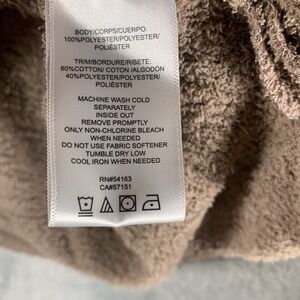 BODY/CORPS/CUERPO:
100%POLYESTER/POLYESTER/
POLIÉSTER
TRIM/BORDURE/RIBETE:
60%COTTON/ COTON /ALGODÓN
40%POLYESTER/POLYESTER/
POLIÉSTER
MACHINE WASH COLD
SEPARATELY
INSIDE OUT
REMOVE PROMPTLY
ONLY NON-CHLORINE BLEACH
WHEN NEEDED
DO NOT USE FABRIC SOFTENER
TUMBLE DRY LOW
COOL IRON WHEN NEEDED
RN#54163
CA#57151